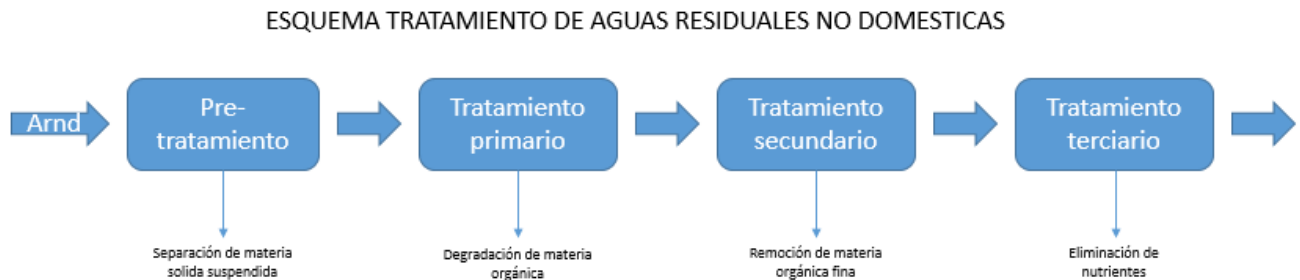 ESQUEMA TRATAMIENTO DE AGUAS RESIDUALES NO DOMESTICAS
Arnd
Pre-
tratamiento
Tratamiento
primario
Tratamiento
secundario
Tratamiento
terciario
Separación de materia
solida suspendida
Degradación de materia
orgánica
Remoción de materia
orgánica fina
Eliminación de
nutrientes